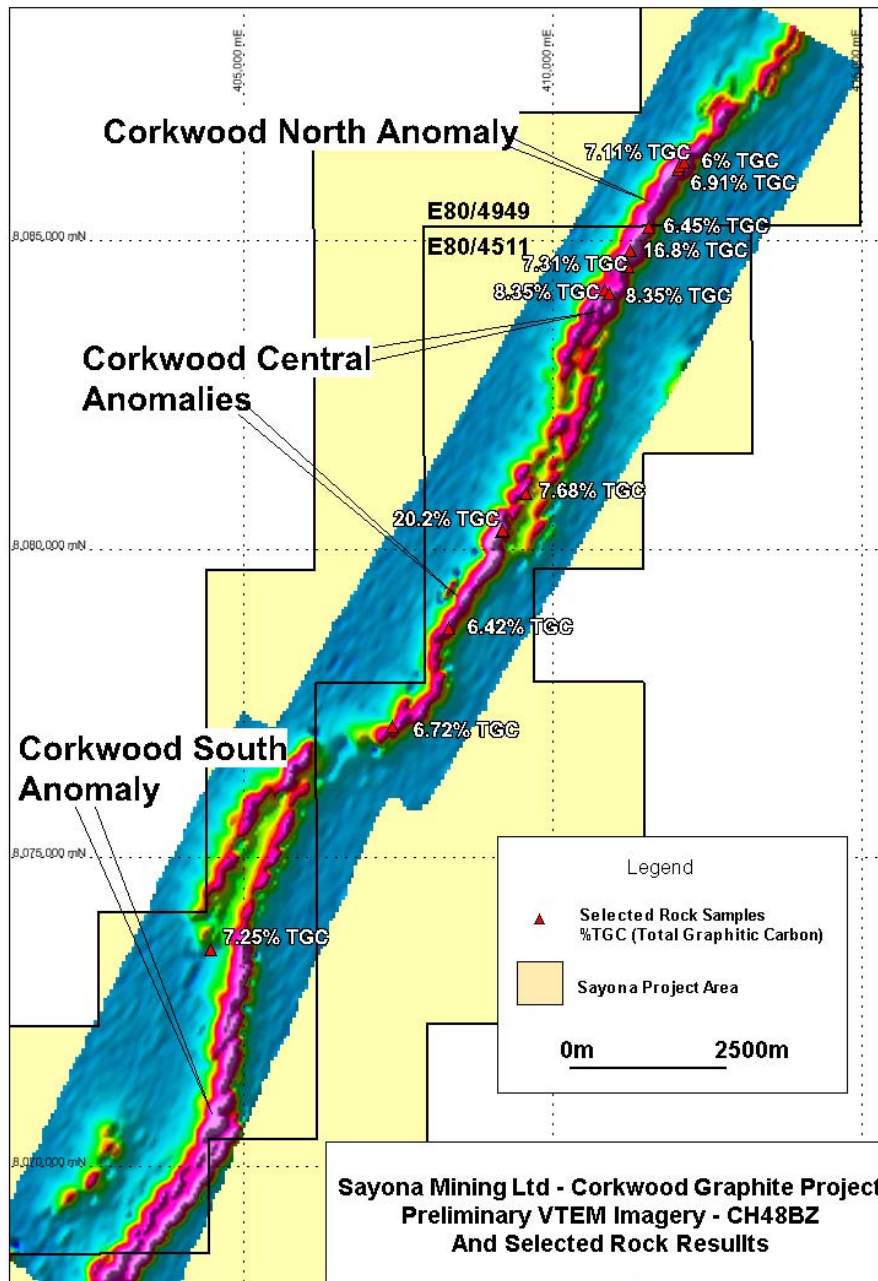 405,000 mE
410,000 mE
Corkwood North Anomaly
7.11% TGC
6% TGC
6.91% TGC
E80/4949
6.45% TGC
8,085,000 mN
E80/4511
16.8% TGC
7.31% TGC
8.35% TGC
8.35% TGC
Corkwood Central
Anomalies
7.68% TGC
20.2% TGC
8,080,000 mN
6.42% TGC
6.72% TGC
Corkwood South
Anomaly
8,075,000 mN
Legend
Selected Rock Samples
%TGC (Total Graphitic Carbon)
7.25% TGC
Sayona Project Area
0m 2500m
8,070,000 mN
Sayona Mining Ltd - Corkwood Graphite Project
Preliminary VTEM Imagery - CH48BZ
And Selected Rock Resullts